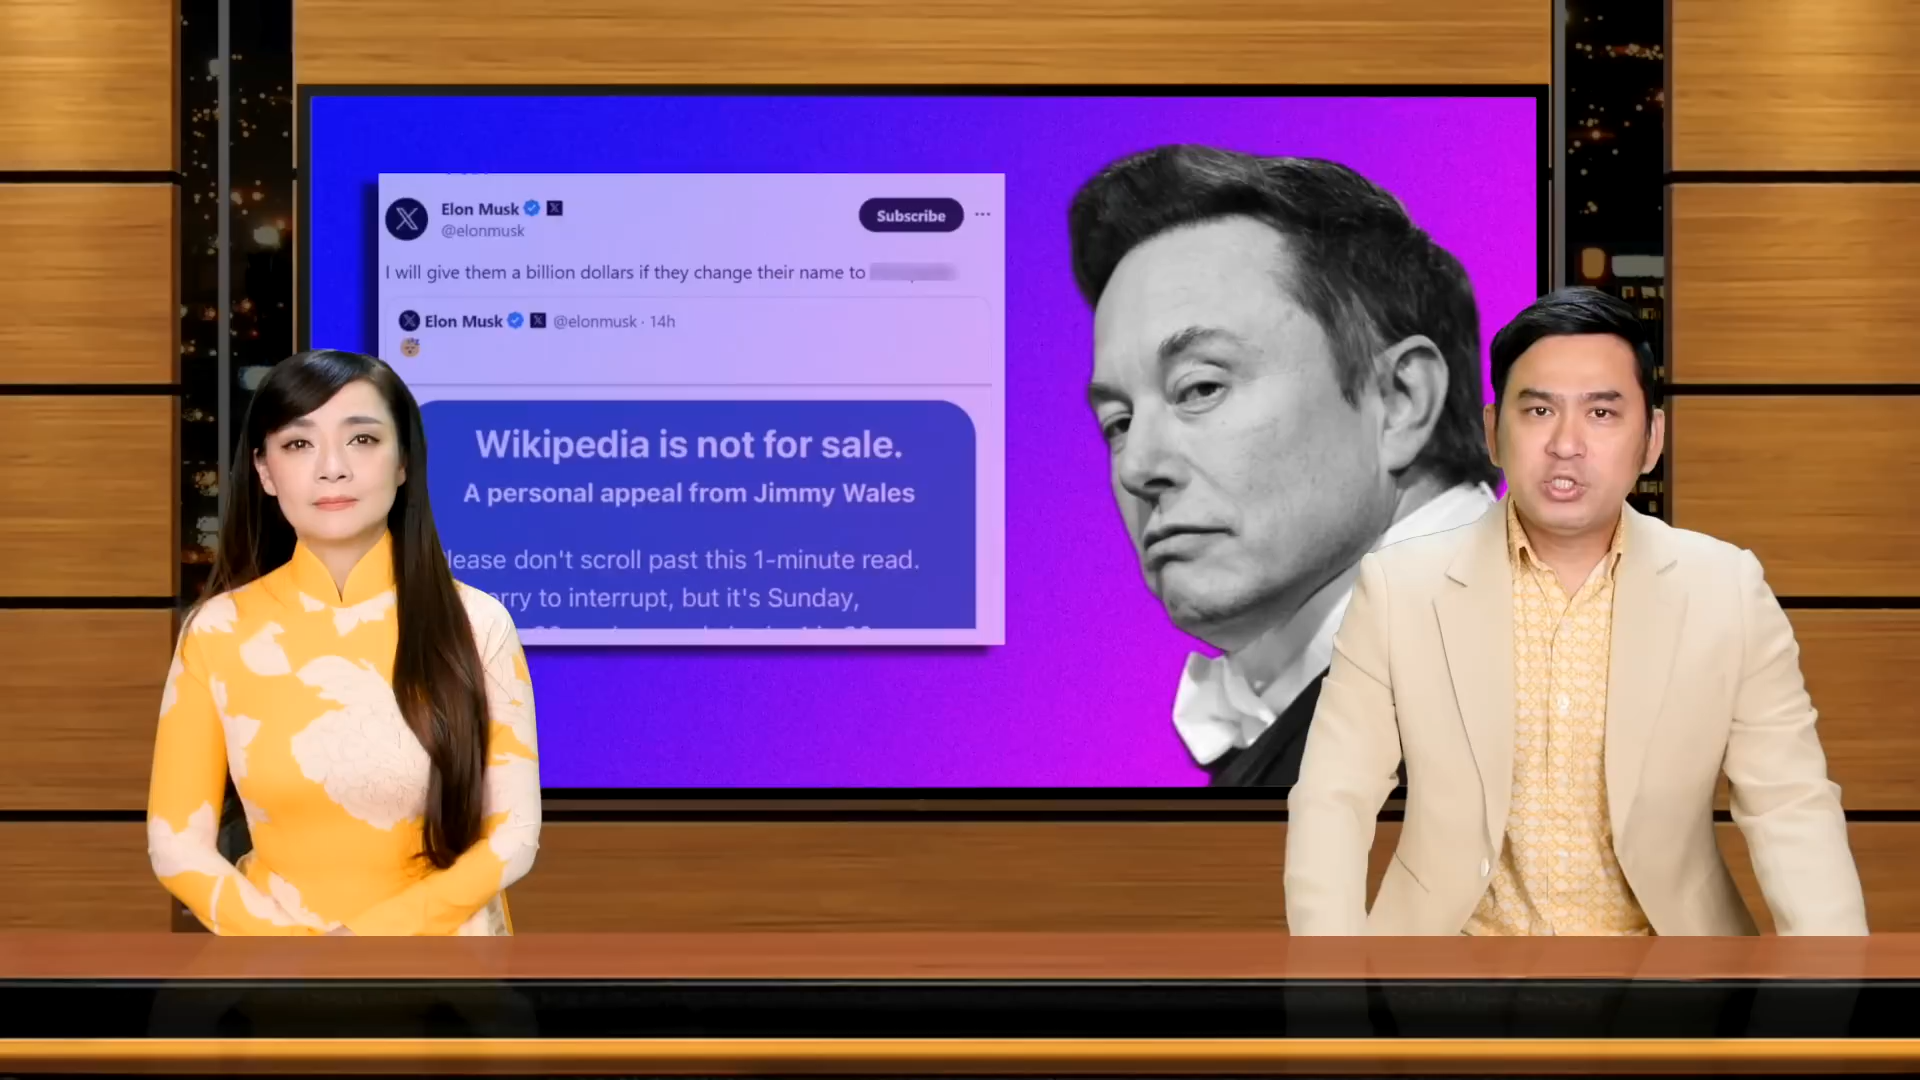 Elon Musk
@elonmusk
Subscribe
I will give them a billion dollars if they change their name to
Elon Musk @elonmusk · 14h
Wikipedia is not for sale.
A personal appeal from Jimmy Wales
lease don't scroll past this 1-minute read.
orry to interrupt, but it's Sunday,